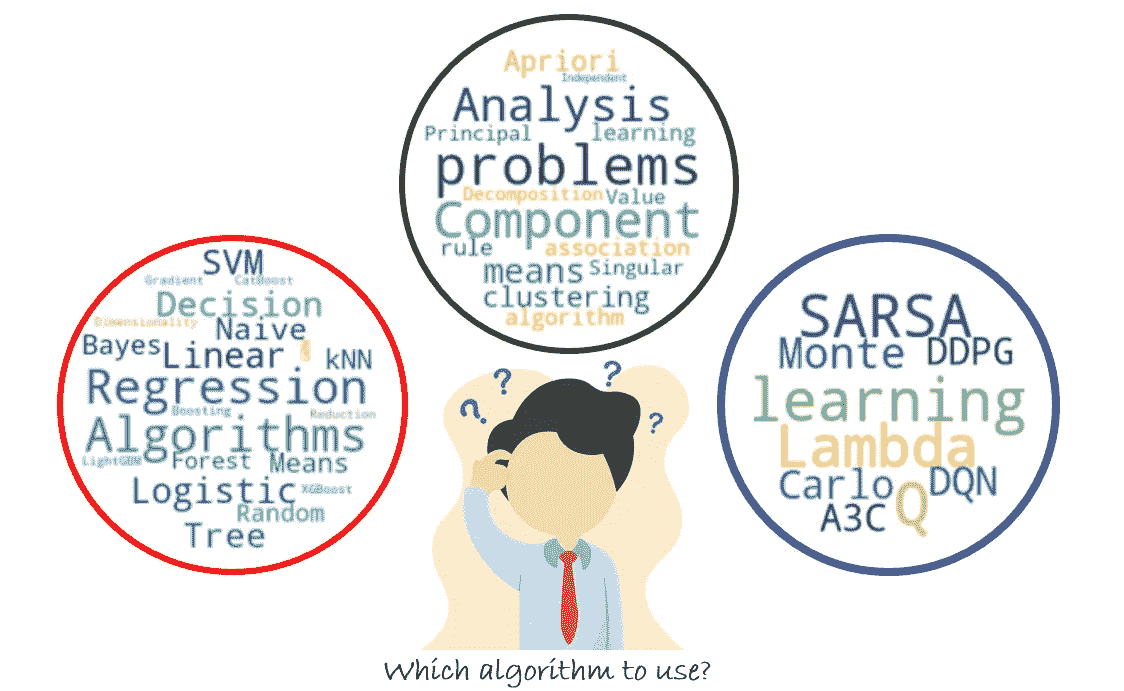 Apriori
Independent
Analysis
Principal learning
problems
Decomposition Value
Component
rule association
means Singular
clustering
algorithm
SVM
Gradient CatBoost
Decision
Dimensionality
Naive
Bayes Linear kNN
Regression
Boosting Reduction
Algorithms
LightGBM Forest Means
Logistic XGBoost
Random
Tree
SARSA
Monte DDPG
learning
Lambda
Carlo DQN
A3C Q
? ? ? ?
Which algorithm to use?